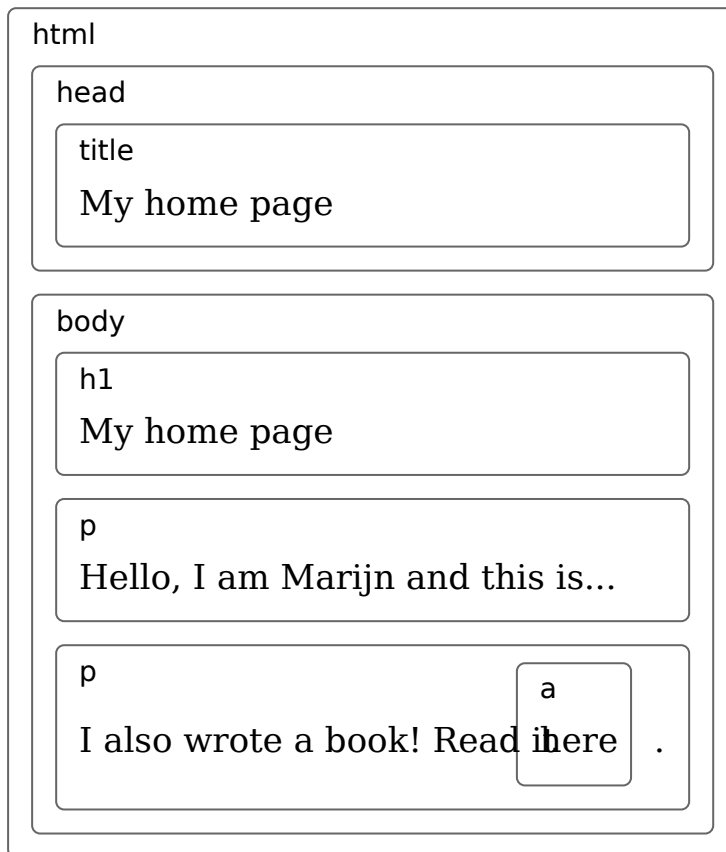 html
head
title
My home page
body
h1
My home page
p
Hello, I am Marijn and this is...
p
a
I also wrote a book! Read it here .